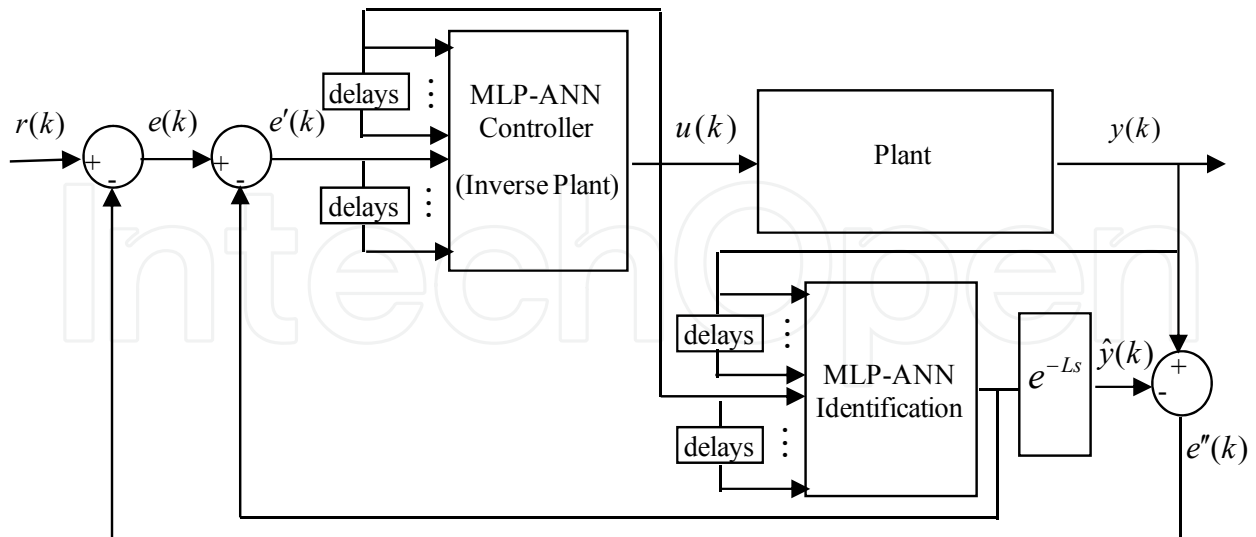 r(k)
+
-
e(k)
+
-
e′(k)
delays
⋮
delays
⋮
MLP-ANN
Controller
(Inverse Plant)
u(k)
Plant
y(k)
delays
⋮
delays
⋮
MLP-ANN
Identification
e^{-Ls}
ŷ(k)
+
-
e″(k)
IntechOpen